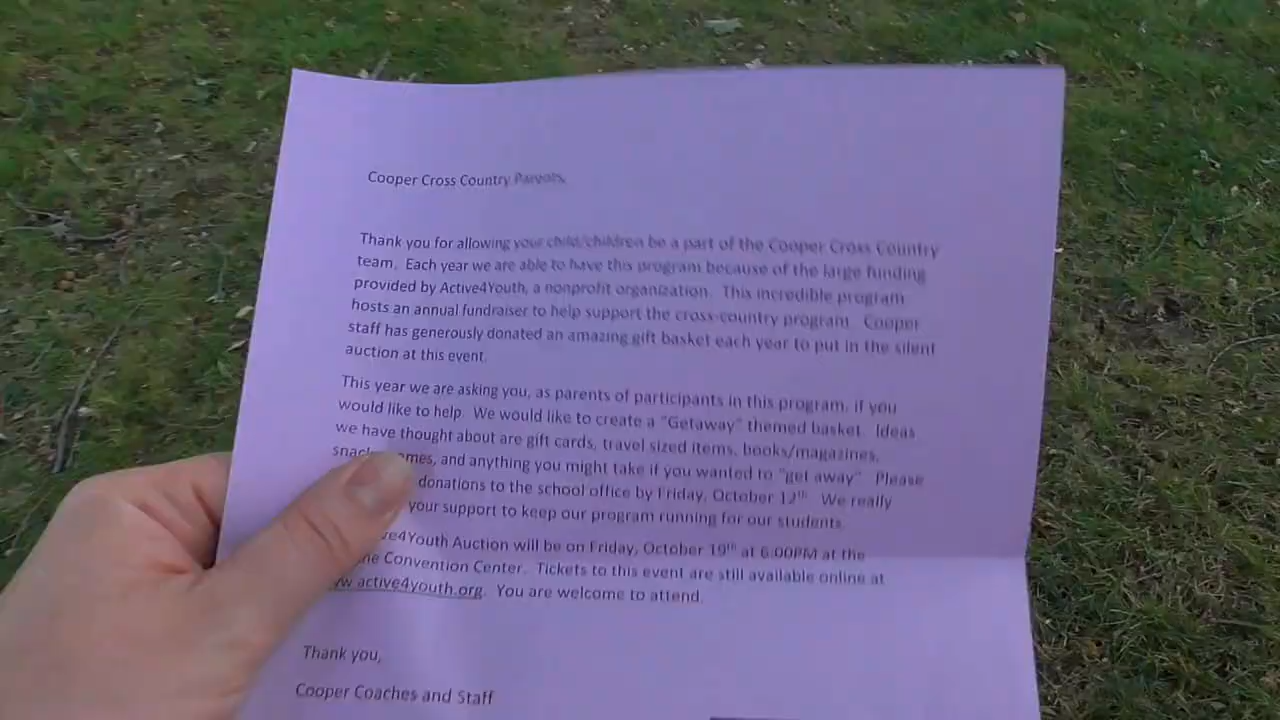 Cooper Cross Country Parents,
Thank you for allowing your child/children be a part of the Cooper Cross Country
team. Each year we are able to have this program because of the large funding
provided by Active4Youth, a nonprofit organization. This incredible program
hosts an annual fundraiser to help support the cross-country program. Cooper
staff has generously donated an amazing gift basket each year to put in the silent
auction at this event.
This year we are asking you, as parents of participants in this program, if you
would like to help. We would like to create a "Getaway" themed basket. Ideas
we have thought about are gift cards, travel sized items, books/magazines,
and anything you might take if you wanted to "get away". Please
donations to the school office by Friday, October 12th. We really
your support to keep our program running for our students.
ve4Youth Auction will be on Friday, October 19th at 6:00PM at the
ne Convention Center. Tickets to this event are still available online at
w.active4youth.org. You are welcome to attend.
Thank you,
Cooper Coaches and Staff